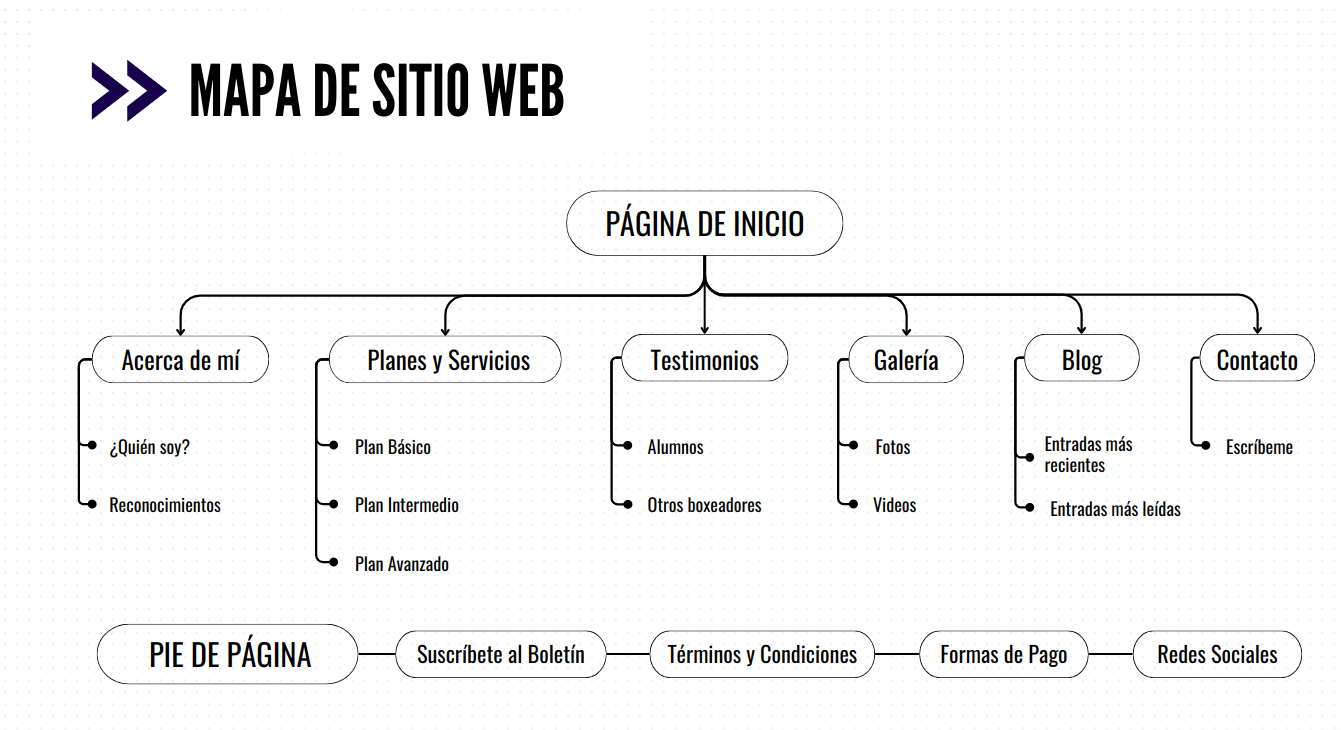 MAPA DE SITIO WEB
PÁGINA DE INICIO
Acerca de mí
Planes y Servicios
Testimonios
Galería
Blog
Contacto
¿Quién soy?
Reconocimientos
Plan Básico
Plan Intermedio
Plan Avanzado
Alumnos
Otros boxeadores
Fotos
Videos
Entradas más
recientes
Entradas más leídas
Escríbeme
PIE DE PÁGINA
Suscríbete al Boletín
Términos y Condiciones
Formas de Pago
Redes Sociales